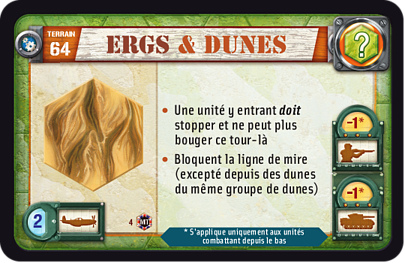 TERRAIN
64
ERGS & DUNES
?
• Une unité y entrant doit
stopper et ne peut plus
bouger ce tour-là
• Bloquent la ligne de mire
(excepté depuis des dunes
du même groupe de dunes)
-1*
-1*
2
4 MT
* S'applique uniquement aux unités
combattant depuis le bas